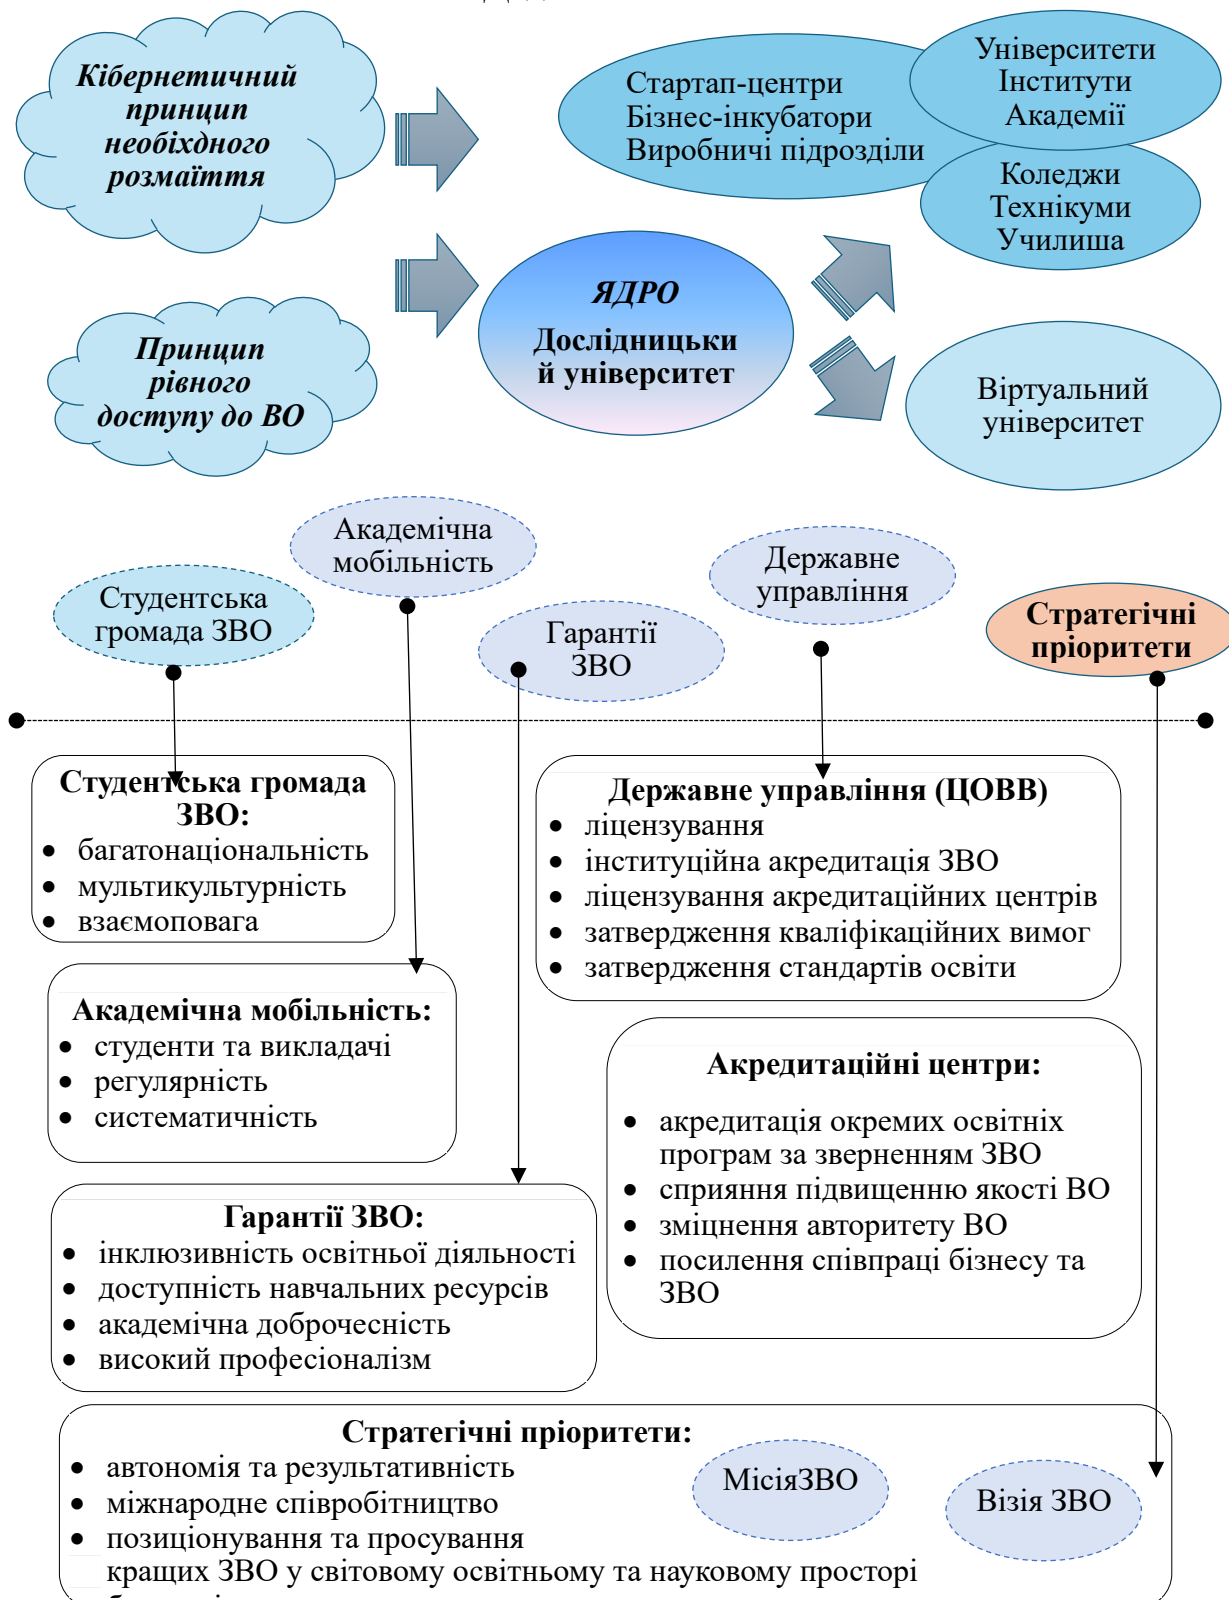 Кібернетичний
принцип
необіхдного
розмаїття
Стартап-центри
Бізнес-інкубатори
Виробничі підрозділи
Університети
Інститути
Академії
Коледжи
Технікуми
Училиша
ЯДРО
Дослідницьки
й університет
Принцип
рівного
доступу до ВО
Віртуальний
університет
Академічна
мобільність
Державне
управління
Студентська
громада ЗВО
Гарантії
ЗВО
Стратегічні
пріоритети
Студентська громада
ЗВО:
• багатонаціональність
• мультикультурність
• взаємоповага
Державне управління (ЦОВВ)
• ліцензування
• інституційна акредитація ЗВО
• ліцензування акредитаційних центрів
• затвердження кваліфікаційних вимог
• затвердження стандартів освіти
Академічна мобільність:
• студенти та викладачі
• регулярність
• систематичність
Акредитаційні центри:
• акредитація окремих освітніх
програм за зверненням ЗВО
• сприяння підвищенню якості ВО
• зміцнення авторитету ВО
• посилення співпраці бізнесу та
ЗВО
Гарантії ЗВО:
• інклюзивність освітньої діяльності
• доступність навчальних ресурсів
• академічна доброчесність
• високий професіоналізм
Стратегічні пріоритети:
• автономія та результативність
• міжнародне співробітництво
• позиціонування та просування
кращих ЗВО у світовому освітньому та науковому просторі
МісіяЗВО
Візія ЗВО